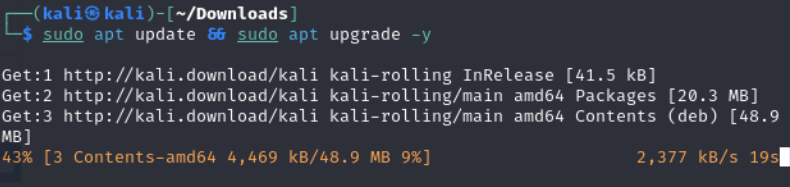 ┌──(kali㉿kali)-[~/Downloads]
└─$ sudo apt update && sudo apt upgrade -y
Get:1 http://kali.download/kali kali-rolling InRelease [41.5 kB]
Get:2 http://kali.download/kali kali-rolling/main amd64 Packages [20.3 MB]
Get:3 http://kali.download/kali kali-rolling/main amd64 Contents (deb) [48.9
MB]
43% [3 Contents-amd64 4,469 kB/48.9 MB 9%] 2,377 kB/s 19s